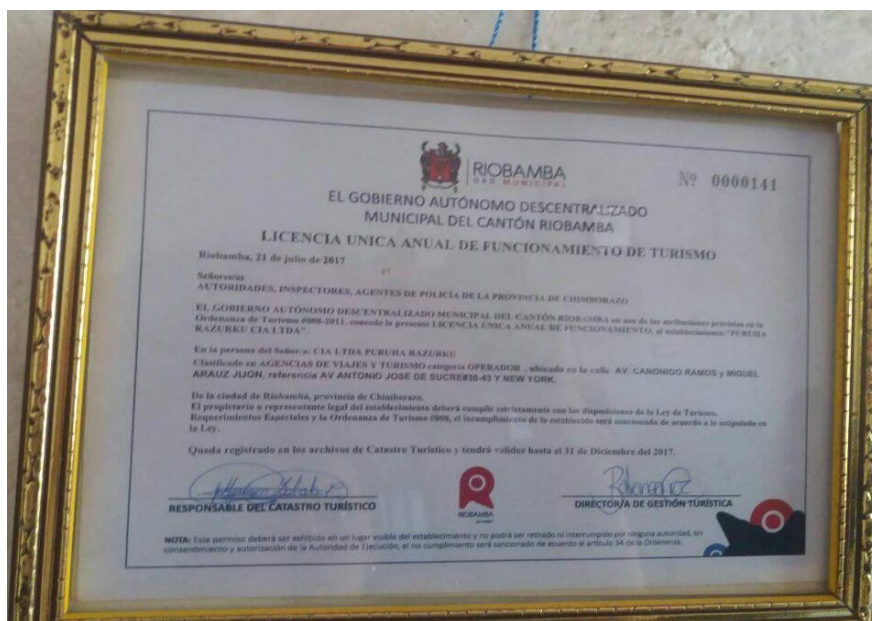 RIOBAMBA
GAD MUNICIPAL
Nº 0000141
EL GOBIERNO AUTÓNOMO DESCENTRALIZADO
MUNICIPAL DEL CANTÓN RIOBAMBA
LICENCIA UNICA ANUAL DE FUNCIONAMIENTO DE TURISMO
Riobamba, 21 de julio de 2017
Señores/as
AUTORIDADES, INSPECTORES, AGENTES DE POLICÍA DE LA PROVINCIA DE CHIMBORAZO
EL GOBIERNO AUTÓNOMO DESCENTRALIZADO MUNICIPAL DEL CANTÓN RIOBAMBA en uso de las atribuciones previstas en la
Ordenanza de Turismo #008-2011, concede la presente LICENCIA ÚNICA ANUAL DE FUNCIONAMIENTO, al establecimiento:"PURUHA
RAZURKU CIA LTDA".
En la persona del Señor/a: CIA LTDA PURUHA RAZURKU
Clasificado en AGENCIAS DE VIAJES Y TURISMO categoría OPERADOR , ubicado en la calle AV. CANONIGO RAMOS y MIGUEL
ARAUZ JIJON, referencia AV ANTONIO JOSE DE SUCRE#30-43 Y NEW YORK.
De la ciudad de Riobamba, provincia de Chimborazo.
El propietario o representante legal del establecimiento deberá cumplir estrictamente con las disposiciones de la Ley de Turismo,
Requerimientos Especiales y la Ordenanza de Turismo #008, el incumplimiento de lo establecido será sancionado de acuerdo a lo estipulado en
la Ley.
Queda registrado en los archivos de Catastro Turístico y tendrá validez hasta el 31 de Diciembre del 2017.
RESPONSABLE DEL CATASTRO TURÍSTICO
RIOBAMBA
DIRECTOR/A DE GESTIÓN TURÍSTICA
NOTA: Este permiso deberá ser exhibido en un lugar visible del establecimiento y no podrá ser retirado ni interrumpido por ninguna autoridad, sin
consentimiento y autorización de la Autoridad de Ejecución, el no cumplimiento será sancionado de acuerdo al artículo 34 de la Ordenanza.